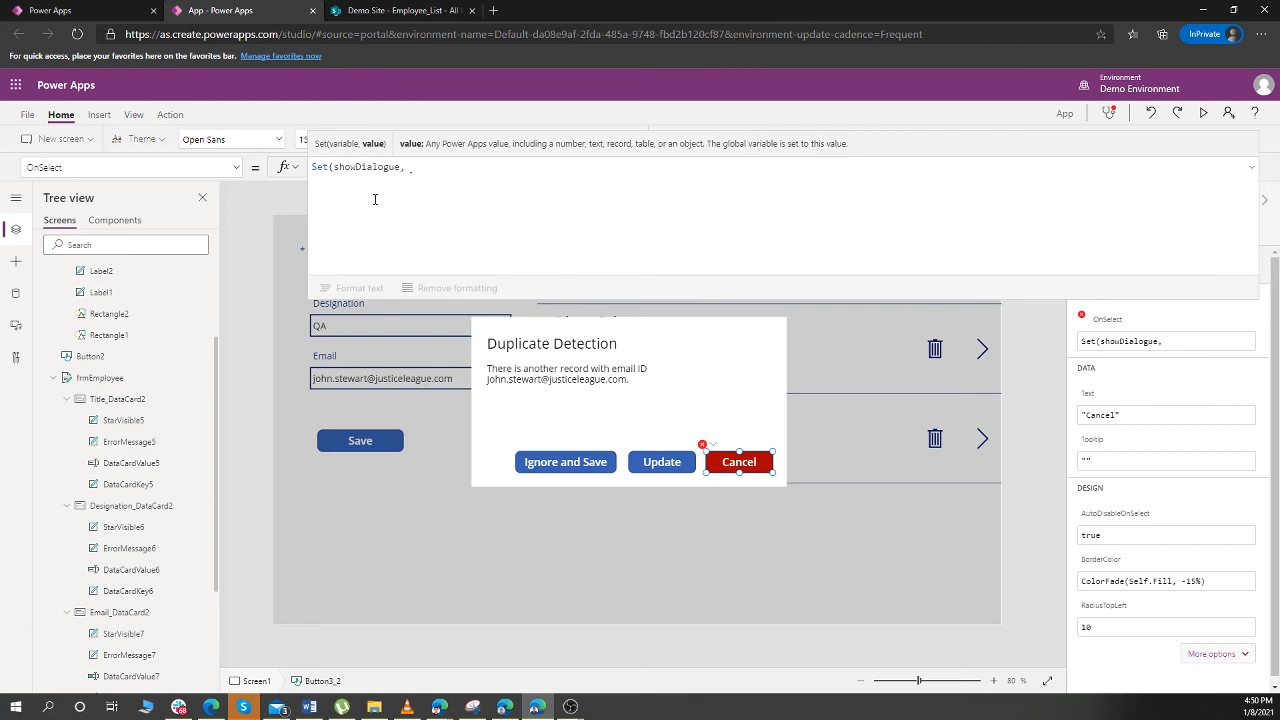 Power Apps
App - Power Apps
Demo Site - Employee_List - All I
https://as.create.powerapps.com/studio/#source=portal&environment-name=Default-da08e9af-2fda-485a-9748-fbd2b120cf87&environment-update-cadence=Frequent
InPrivate
For quick access, place your favorites here on the favorites bar. Manage favorites now
Power Apps
Environment
Demo Environment
File Home Insert View Action
App
New screen
Theme
Open Sans
15
Set(variable, value)
value: Any Power Apps value, including a number, text, record, table, or an object. The global variable is set to this value.
OnSelect
=
fx
Set(showDialogue,
Tree view
Screens
Components
Search
Label2
Label1
Rectangle2
Rectangle1
Button2
frmEmployee
Title_DataCard2
StarVisible5
ErrorMessage5
DataCardValue5
DataCardKey5
Designation_DataCard2
StarVisible6
ErrorMessage6
DataCardValue6
DataCardKey6
Email_DataCard2
StarVisible7
ErrorMessage7
DataCardValue7
Format text
Remove formatting
*
Designation
QA
Email
john.stewart@justiceleague.com
Save
Duplicate Detection
There is another record with email ID
john.stewart@justiceleague.com.
Ignore and Save
Update
Cancel
OnSelect
Set(showDialogue,
DATA
Text
"Cancel"
Tooltip
""
DESIGN
AutoDisableOnSelect
true
BorderColor
ColorFade(Self.Fill, -15%)
RadiusTopLeft
10
More options
Screen1
Button3_2
80 %
3
4:50 PM
1/8/2021